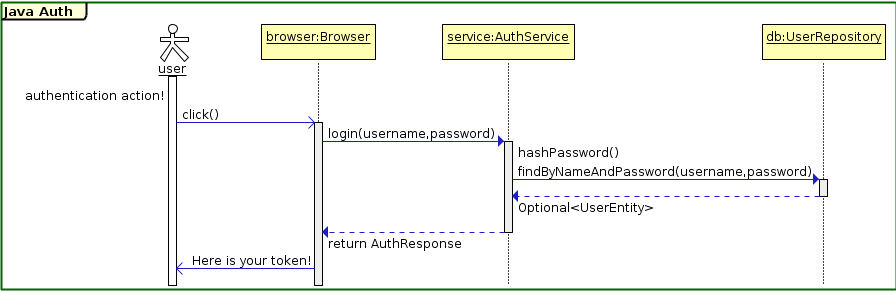 Java Auth
browser:Browser
service:AuthService
db:UserRepository
user
authentication action!
click()
login(username,password)
hashPassword()
findByNameAndPassword(username,password)
Optional<UserEntity>
return AuthResponse
Here is your token!